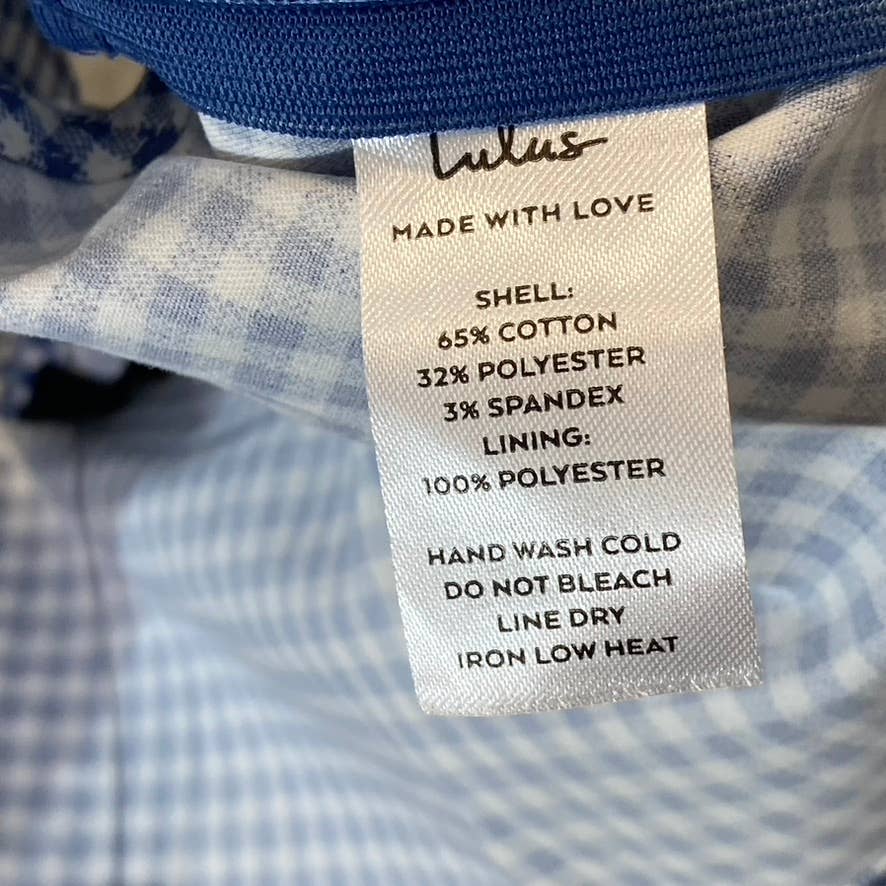 Lulus
MADE WITH LOVE
SHELL:
65% COTTON
32% POLYESTER
3% SPANDEX
LINING:
100% POLYESTER
HAND WASH COLD
DO NOT BLEACH
LINE DRY
IRON LOW HEAT